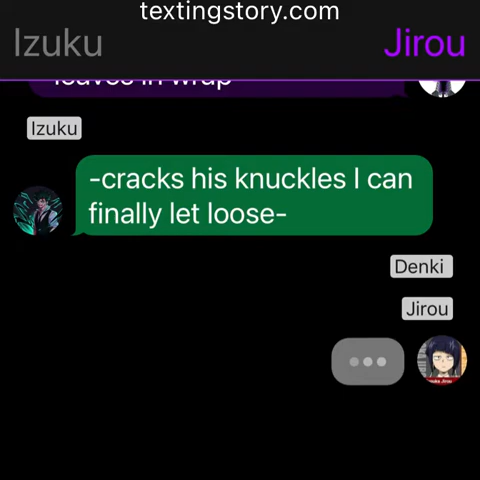 textingstory.com
Izuku
Jirou
leaves in wrap
Izuku
-cracks his knuckles I can
finally let loose-
Denki
Jirou